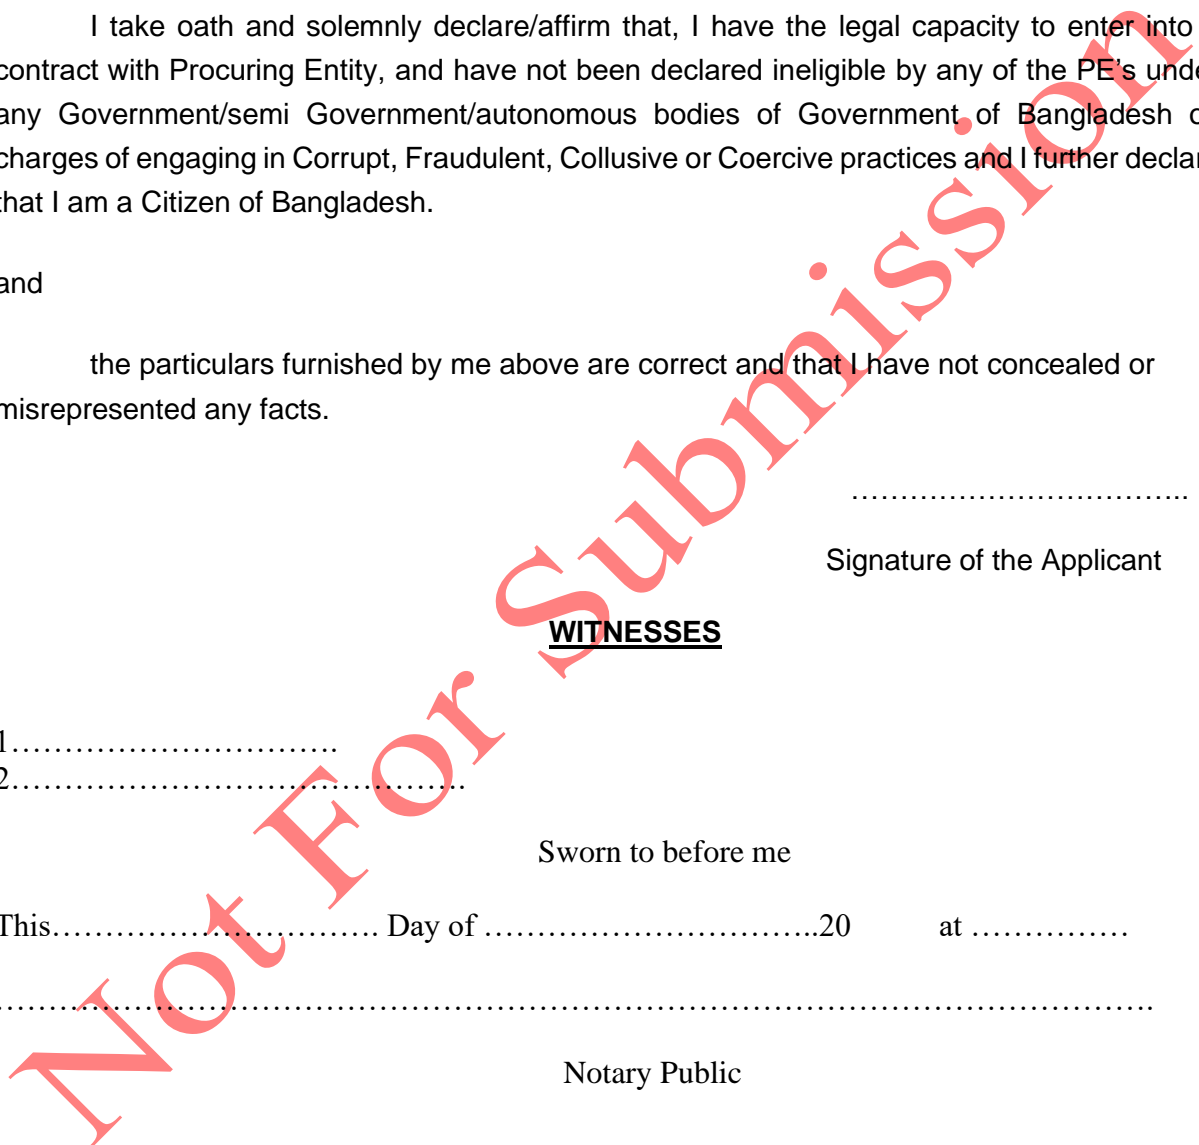 I take oath and solemnly declare/affirm that, I have the legal capacity to enter into
contract with Procuring Entity, and have not been declared ineligible by any of the PE's unde
any Government/semi Government/autonomous bodies of Government of Bangladesh o
charges of engaging in Corrupt, Fraudulent, Collusive or Coercive practices and I further declar
that I am a Citizen of Bangladesh.
and
the particulars furnished by me above are correct and that I have not concealed or
misrepresented any facts.
……………………………..
Signature of the Applicant
WITNESSES
1………………………….
2…………………………………….
Sworn to before me
This…………………………. Day of …………………………..20 at ……………
……………………………………………………………………………………………….
Notary Public
Not For Submission